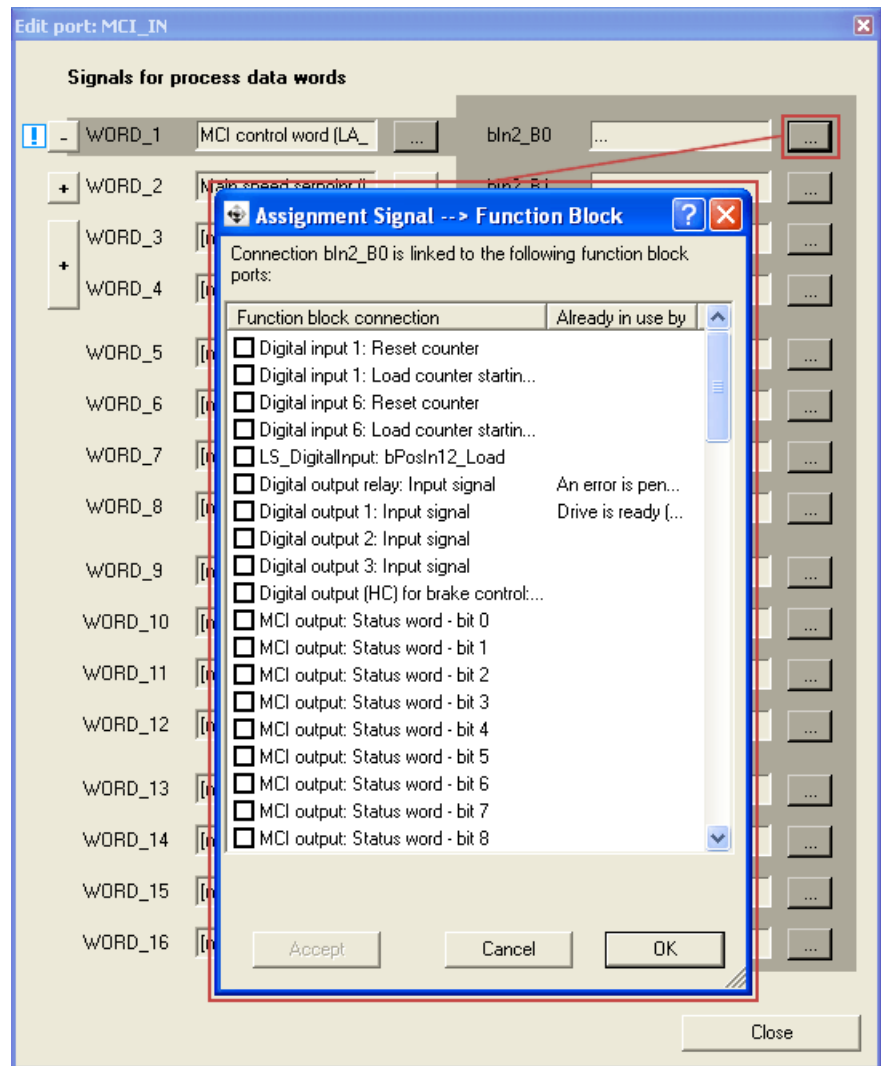 Edit port: MCI_IN
Signals for process data words
! - WORD_1 MCI control word (LA_ ... bIn2_B0 ... ...
+ WORD_2 Main speed setpoint bIn2_B1 ...
WORD_3 ...
+
WORD_4 ...
WORD_5 ...
WORD_6 ...
WORD_7 ...
WORD_8 ...
WORD_9 ...
WORD_10 ...
WORD_11 ...
WORD_12 ...
WORD_13 ...
WORD_14 ...
WORD_15 ...
WORD_16 ...
Assignment Signal --> Function Block ?
Connection bIn2_B0 is linked to the following function block
ports:
Function block connection Already in use by
Digital input 1: Reset counter
Digital input 1: Load counter startin...
Digital input 6: Reset counter
Digital input 6: Load counter startin...
LS_DigitalInput: bPosIn12_Load
Digital output relay: Input signal An error is pen...
Digital output 1: Input signal Drive is ready (...
Digital output 2: Input signal
Digital output 3: Input signal
Digital output (HC) for brake control:...
MCI output: Status word - bit 0
MCI output: Status word - bit 1
MCI output: Status word - bit 2
MCI output: Status word - bit 3
MCI output: Status word - bit 4
MCI output: Status word - bit 5
MCI output: Status word - bit 6
MCI output: Status word - bit 7
MCI output: Status word - bit 8
Accept Cancel OK
Close